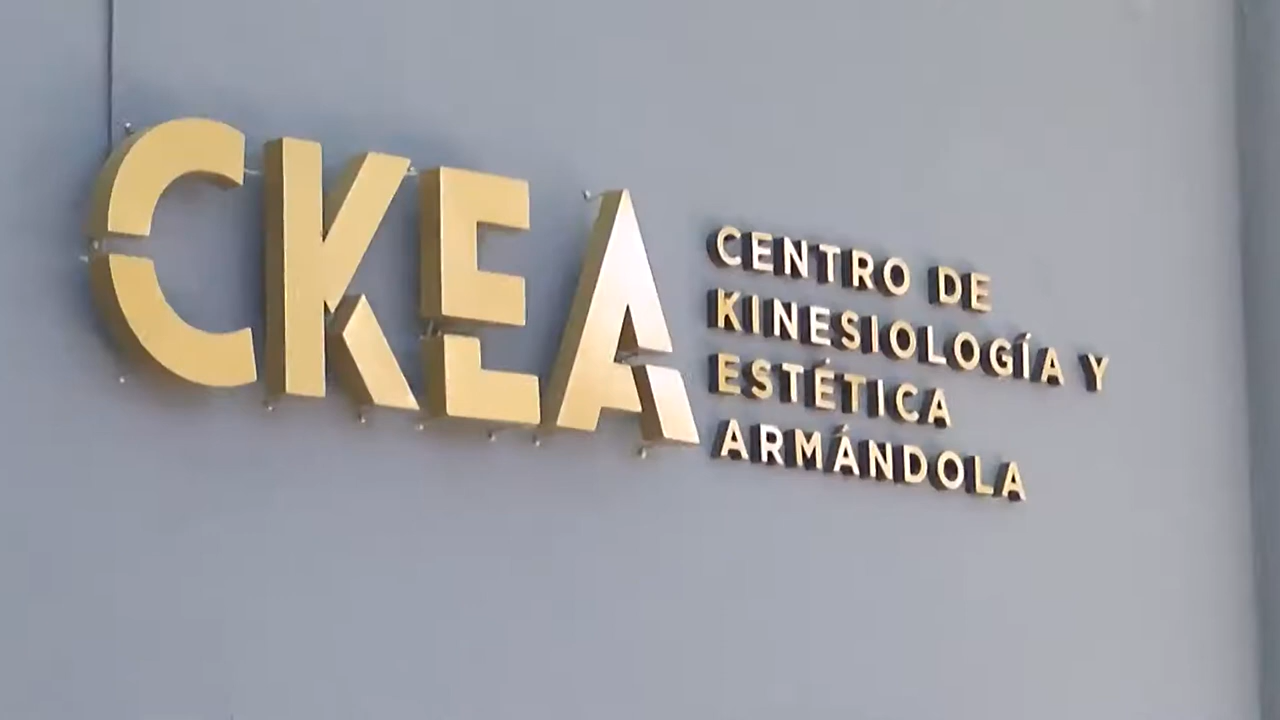 CKEA
CENTRO DE
KINESIOLOGÍA Y
ESTÉTICA
ARMÁNDOLA